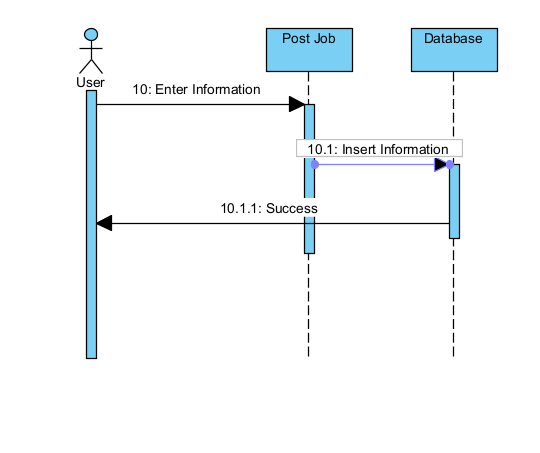 Post Job
Database
User
10: Enter Information
10.1: Insert Information
10.1.1: Success